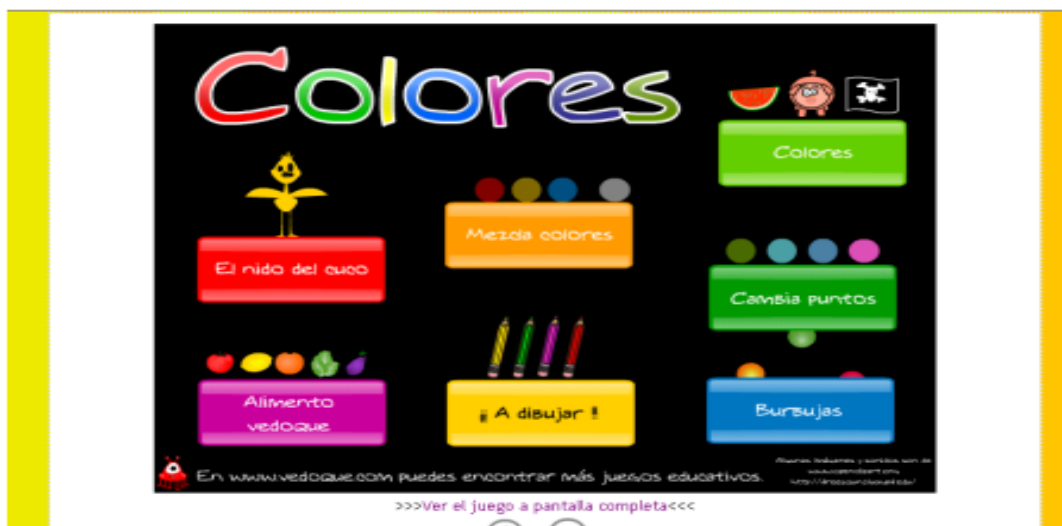 Colores
Colores
Mezcla colores
El nido del cuco
Cambia puntos
Alimento
vedoque
¡¡ A dibujar !!
Burbujas
En www.vedoque.com puedes encontrar más juegos educativos.
>>>Ver el juego a pantalla completa<<<